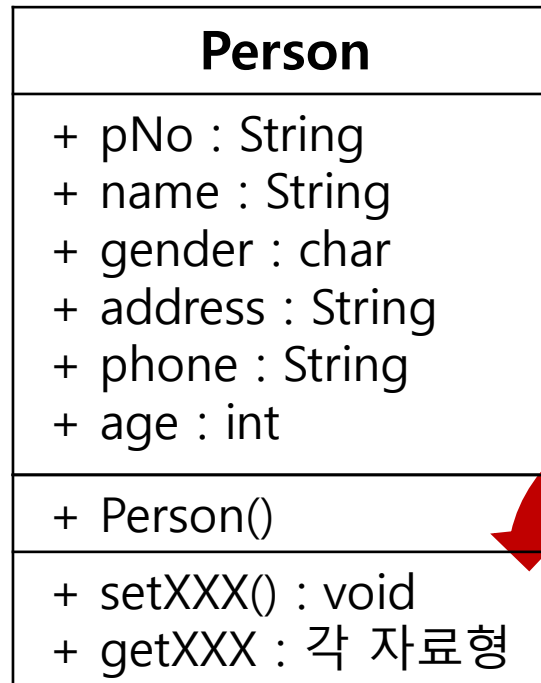 Person
+ pNo : String
+ name : String
+ gender : char
+ address : String
+ phone : String
+ age : int
+ Person()
+ setXXX() : void
+ getXXX : 각 자료형